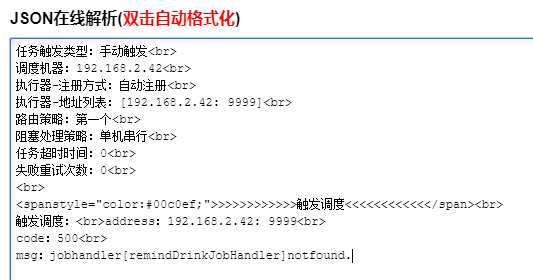 JSON在线解析(双击自动格式化)
任务触发类型：手动触发<br>
调度机器：192.168.2.42<br>
执行器-注册方式：自动注册<br>
执行器-地址列表：[192.168.2.42: 9999]<br>
路由策略：第一个<br>
阻塞处理策略：单机串行<br>
任务超时时间：0<br>
失败重试次数：0<br>
<br>
<spanstyle="color:#00c0ef;">>>>>>>>>>>>触发调度<<<<<<<<<<<</span><br>
触发调度：<br>address：192.168.2.42: 9999<br>
code：500<br>
msg：jobhandler[remindDrinkJobHandler]notfound.